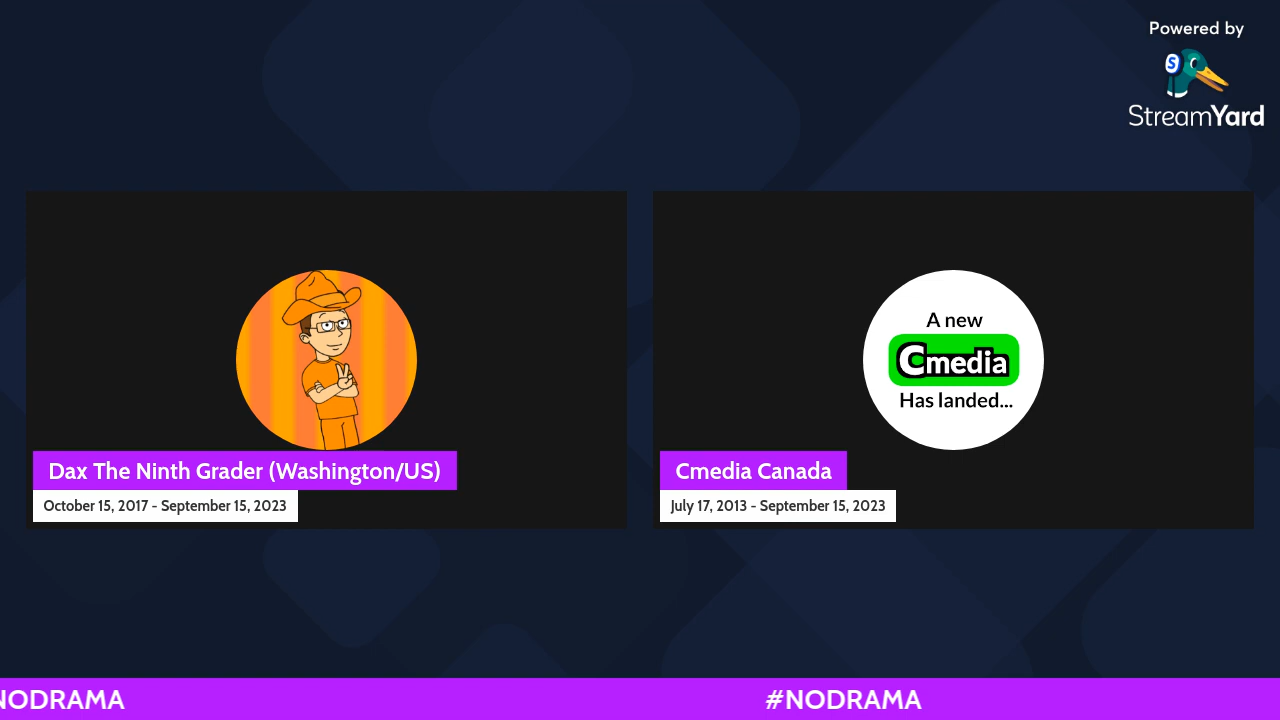 Powered by
S
StreamYard
A new
Cmedia
Has landed...
Dax The Ninth Grader (Washington/US)
October 15, 2017 - September 15, 2023
Cmedia Canada
July 17, 2013 - September 15, 2023
NODRAMA
#NODRAMA